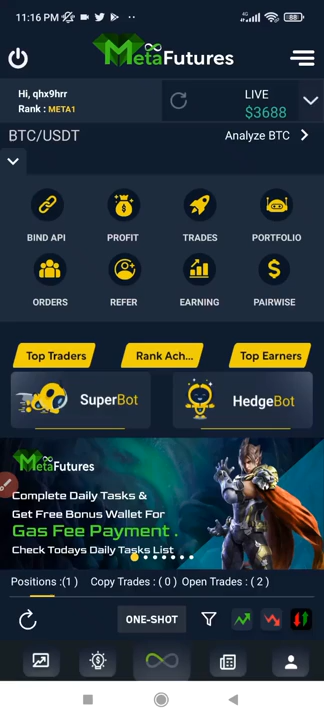 11:16 PM
4G
88
MetaFutures
Hi, qhx9hrr
LIVE
Rank : META1
$3688
BTC/USDT
Analyze BTC
BIND API
PROFIT
TRADES
PORTFOLIO
ORDERS
REFER
EARNING
PAIRWISE
Top Traders
Rank Ach...
Top Earners
SuperBot
HedgeBot
MetaFutures
Complete Daily Tasks &
Get Free Bonus Wallet For
Gas Fee Payment .
Check Todays Daily Tasks List
Positions :(1)
Copy Trades : ( 0 )
Open Trades : ( 2 )
ONE-SHOT